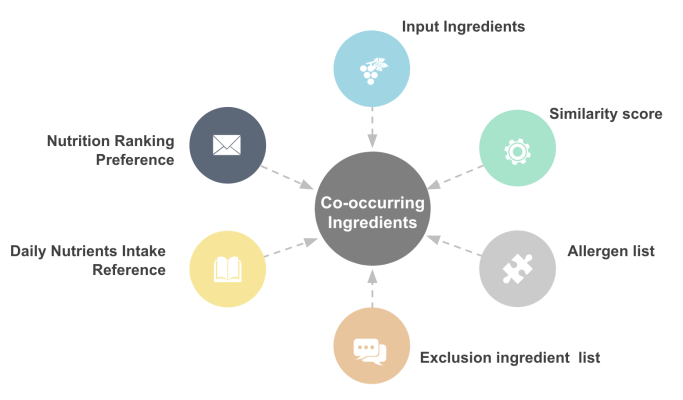 Input Ingredients
Similarity score
Nutrition Ranking
Preference
Co-occurring
Ingredients
Daily Nutrients Intake
Reference
Allergen list
Exclusion ingredient  list